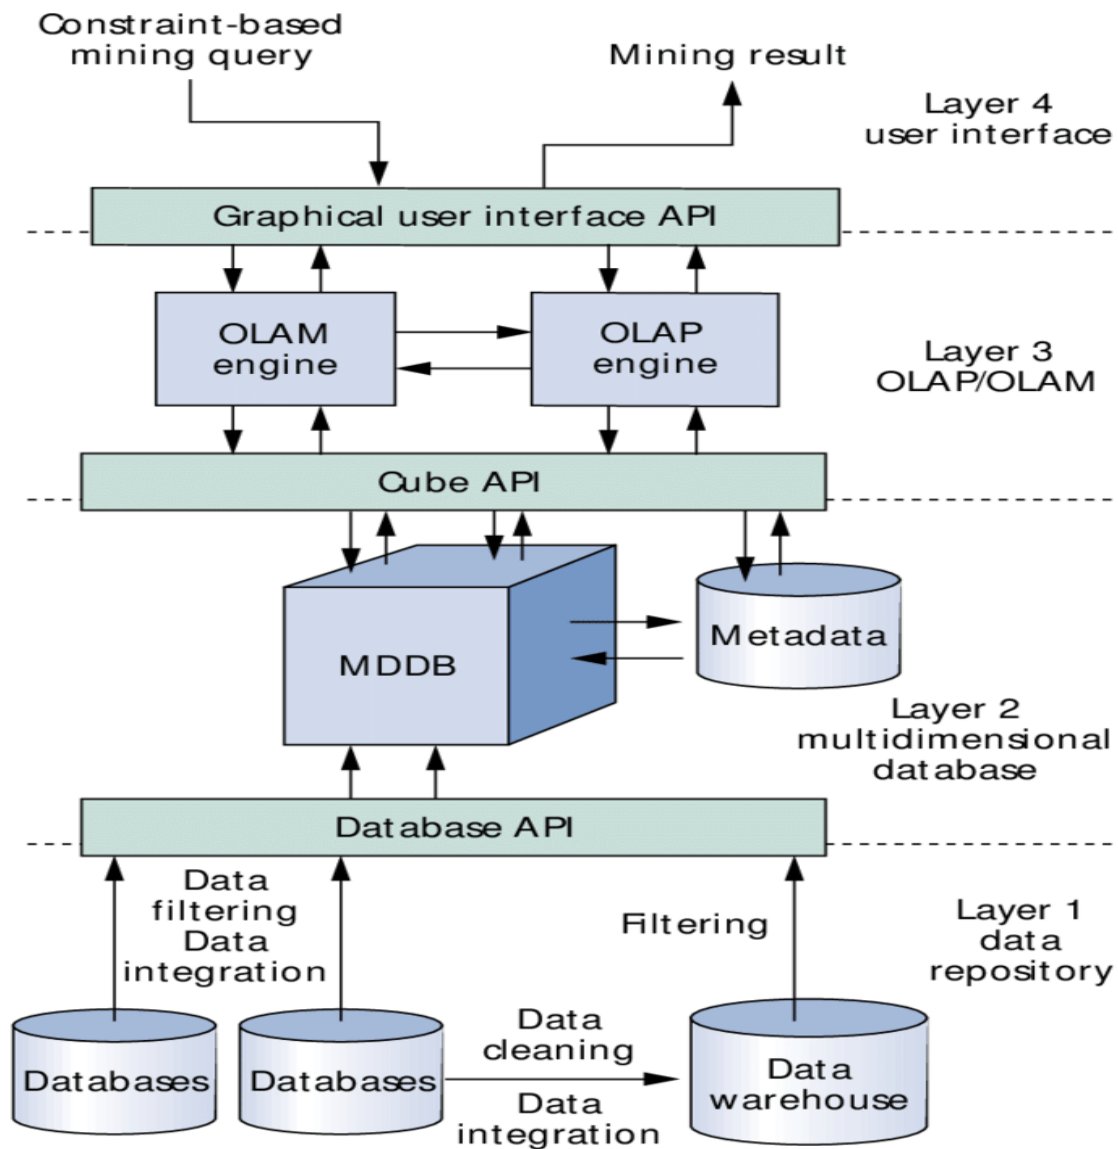 Constraint-based
mining query
Mining result
Layer 4
user interface
Graphical user interface API
OLAM
engine
OLAP
engine
Layer 3
OLAP/OLAM
Cube API
MDDB
Metadata
Layer 2
multidimensional
database
Database API
Data
filtering
Data
integration
Filtering
Layer 1
data
repository
Databases
Databases
Data
cleaning
Data
integration
Data
warehouse